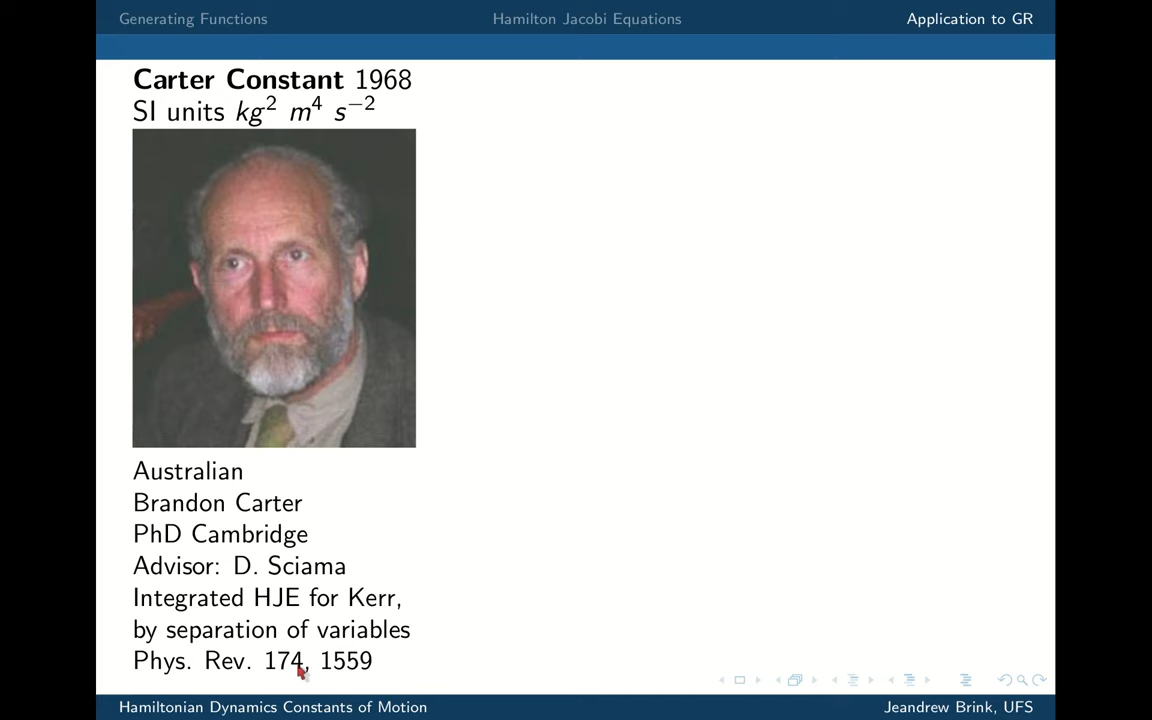 Generating Functions Hamilton Jacobi Equations Application to GR
Carter Constant 1968
SI units kg² m⁴ s⁻²
Australian
Brandon Carter
PhD Cambridge
Advisor: D. Sciama
Integrated HJE for Kerr,
by separation of variables
Phys. Rev. 174, 1559
Hamiltonian Dynamics Constants of Motion Jeandrew Brink, UFS